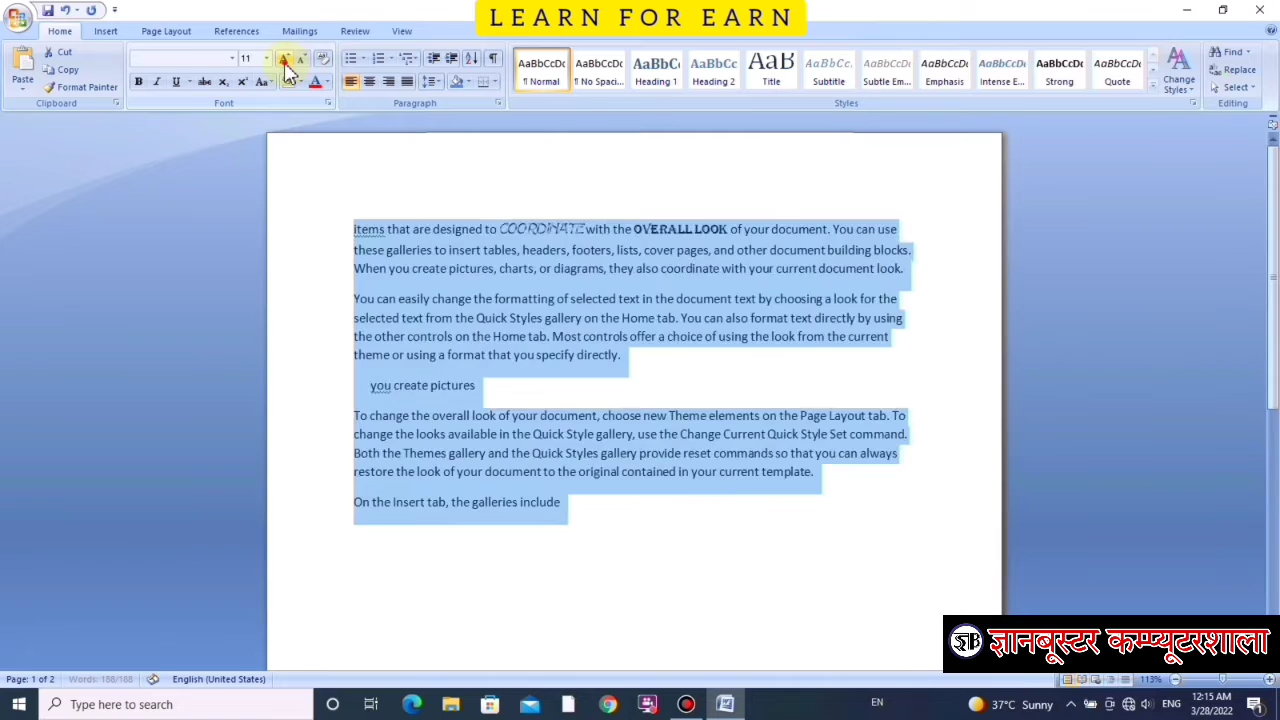 LEARN FOR EARN
Home Insert Page Layout References Mailings Review View
Paste
Cut
Copy
Format Painter
Clipboard
11
Font
Paragraph
AaBbCcDc AaBbCcDc AaBbCc AaBbCc AaB AaBbCc. AaBbCcDc AaBbCcDc AaBbCcDc AaBbCcDc AaBbCcDc
¶ Normal ¶ No Spaci... Heading 1 Heading 2 Title Subtitle Subtle Em... Emphasis Intense E... Strong Quote
Change Styles
Styles
Find
Replace
Select
Editing
items that are designed to COORDINATE with the OVERALL LOOK of your document. You can use
these galleries to insert tables, headers, footers, lists, cover pages, and other document building blocks.
When you create pictures, charts, or diagrams, they also coordinate with your current document look.
You can easily change the formatting of selected text in the document text by choosing a look for the
selected text from the Quick Styles gallery on the Home tab. You can also format text directly by using
the other controls on the Home tab. Most controls offer a choice of using the look from the current
theme or using a format that you specify directly.
you create pictures
To change the overall look of your document, choose new Theme elements on the Page Layout tab. To
change the looks available in the Quick Style gallery, use the Change Current Quick Style Set command.
Both the Themes gallery and the Quick Styles gallery provide reset commands so that you can always
restore the look of your document to the original contained in your current template.
On the Insert tab, the galleries include
ज्ञानबूस्टर कम्प्यूटरशाला
Page: 1 of 2 Words: 188/188 English (United States) 113%
Type here to search
EN
37°C Sunny
ENG
12:15 AM
3/28/2022